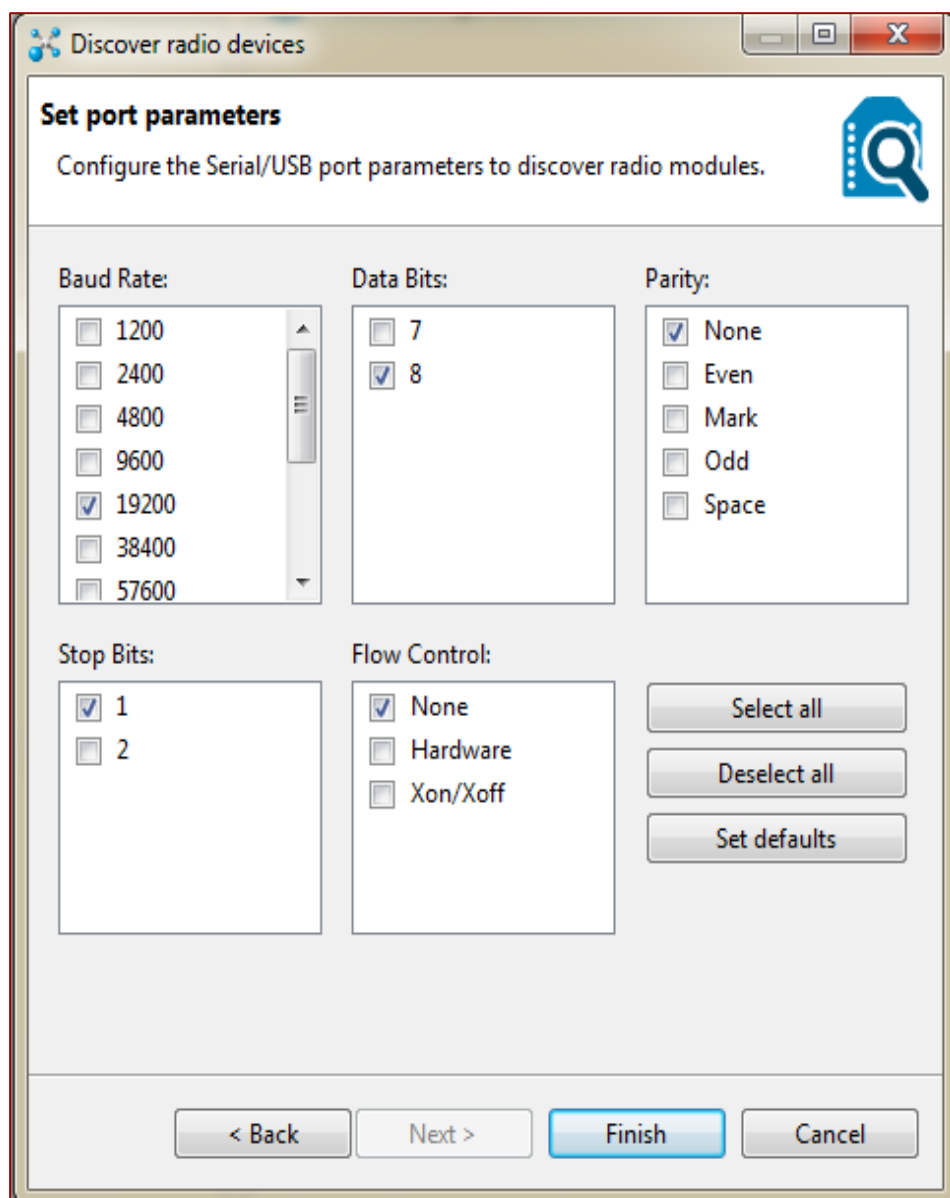 Discover radio devices
Set port parameters
Configure the Serial/USB port parameters to discover radio modules.
Baud Rate:
1200
2400
4800
9600
19200
38400
57600
Data Bits:
7
8
Parity:
None
Even
Mark
Odd
Space
Stop Bits:
1
2
Flow Control:
None
Hardware
Xon/Xoff
Select all
Deselect all
Set defaults
< Back
Next >
Finish
Cancel